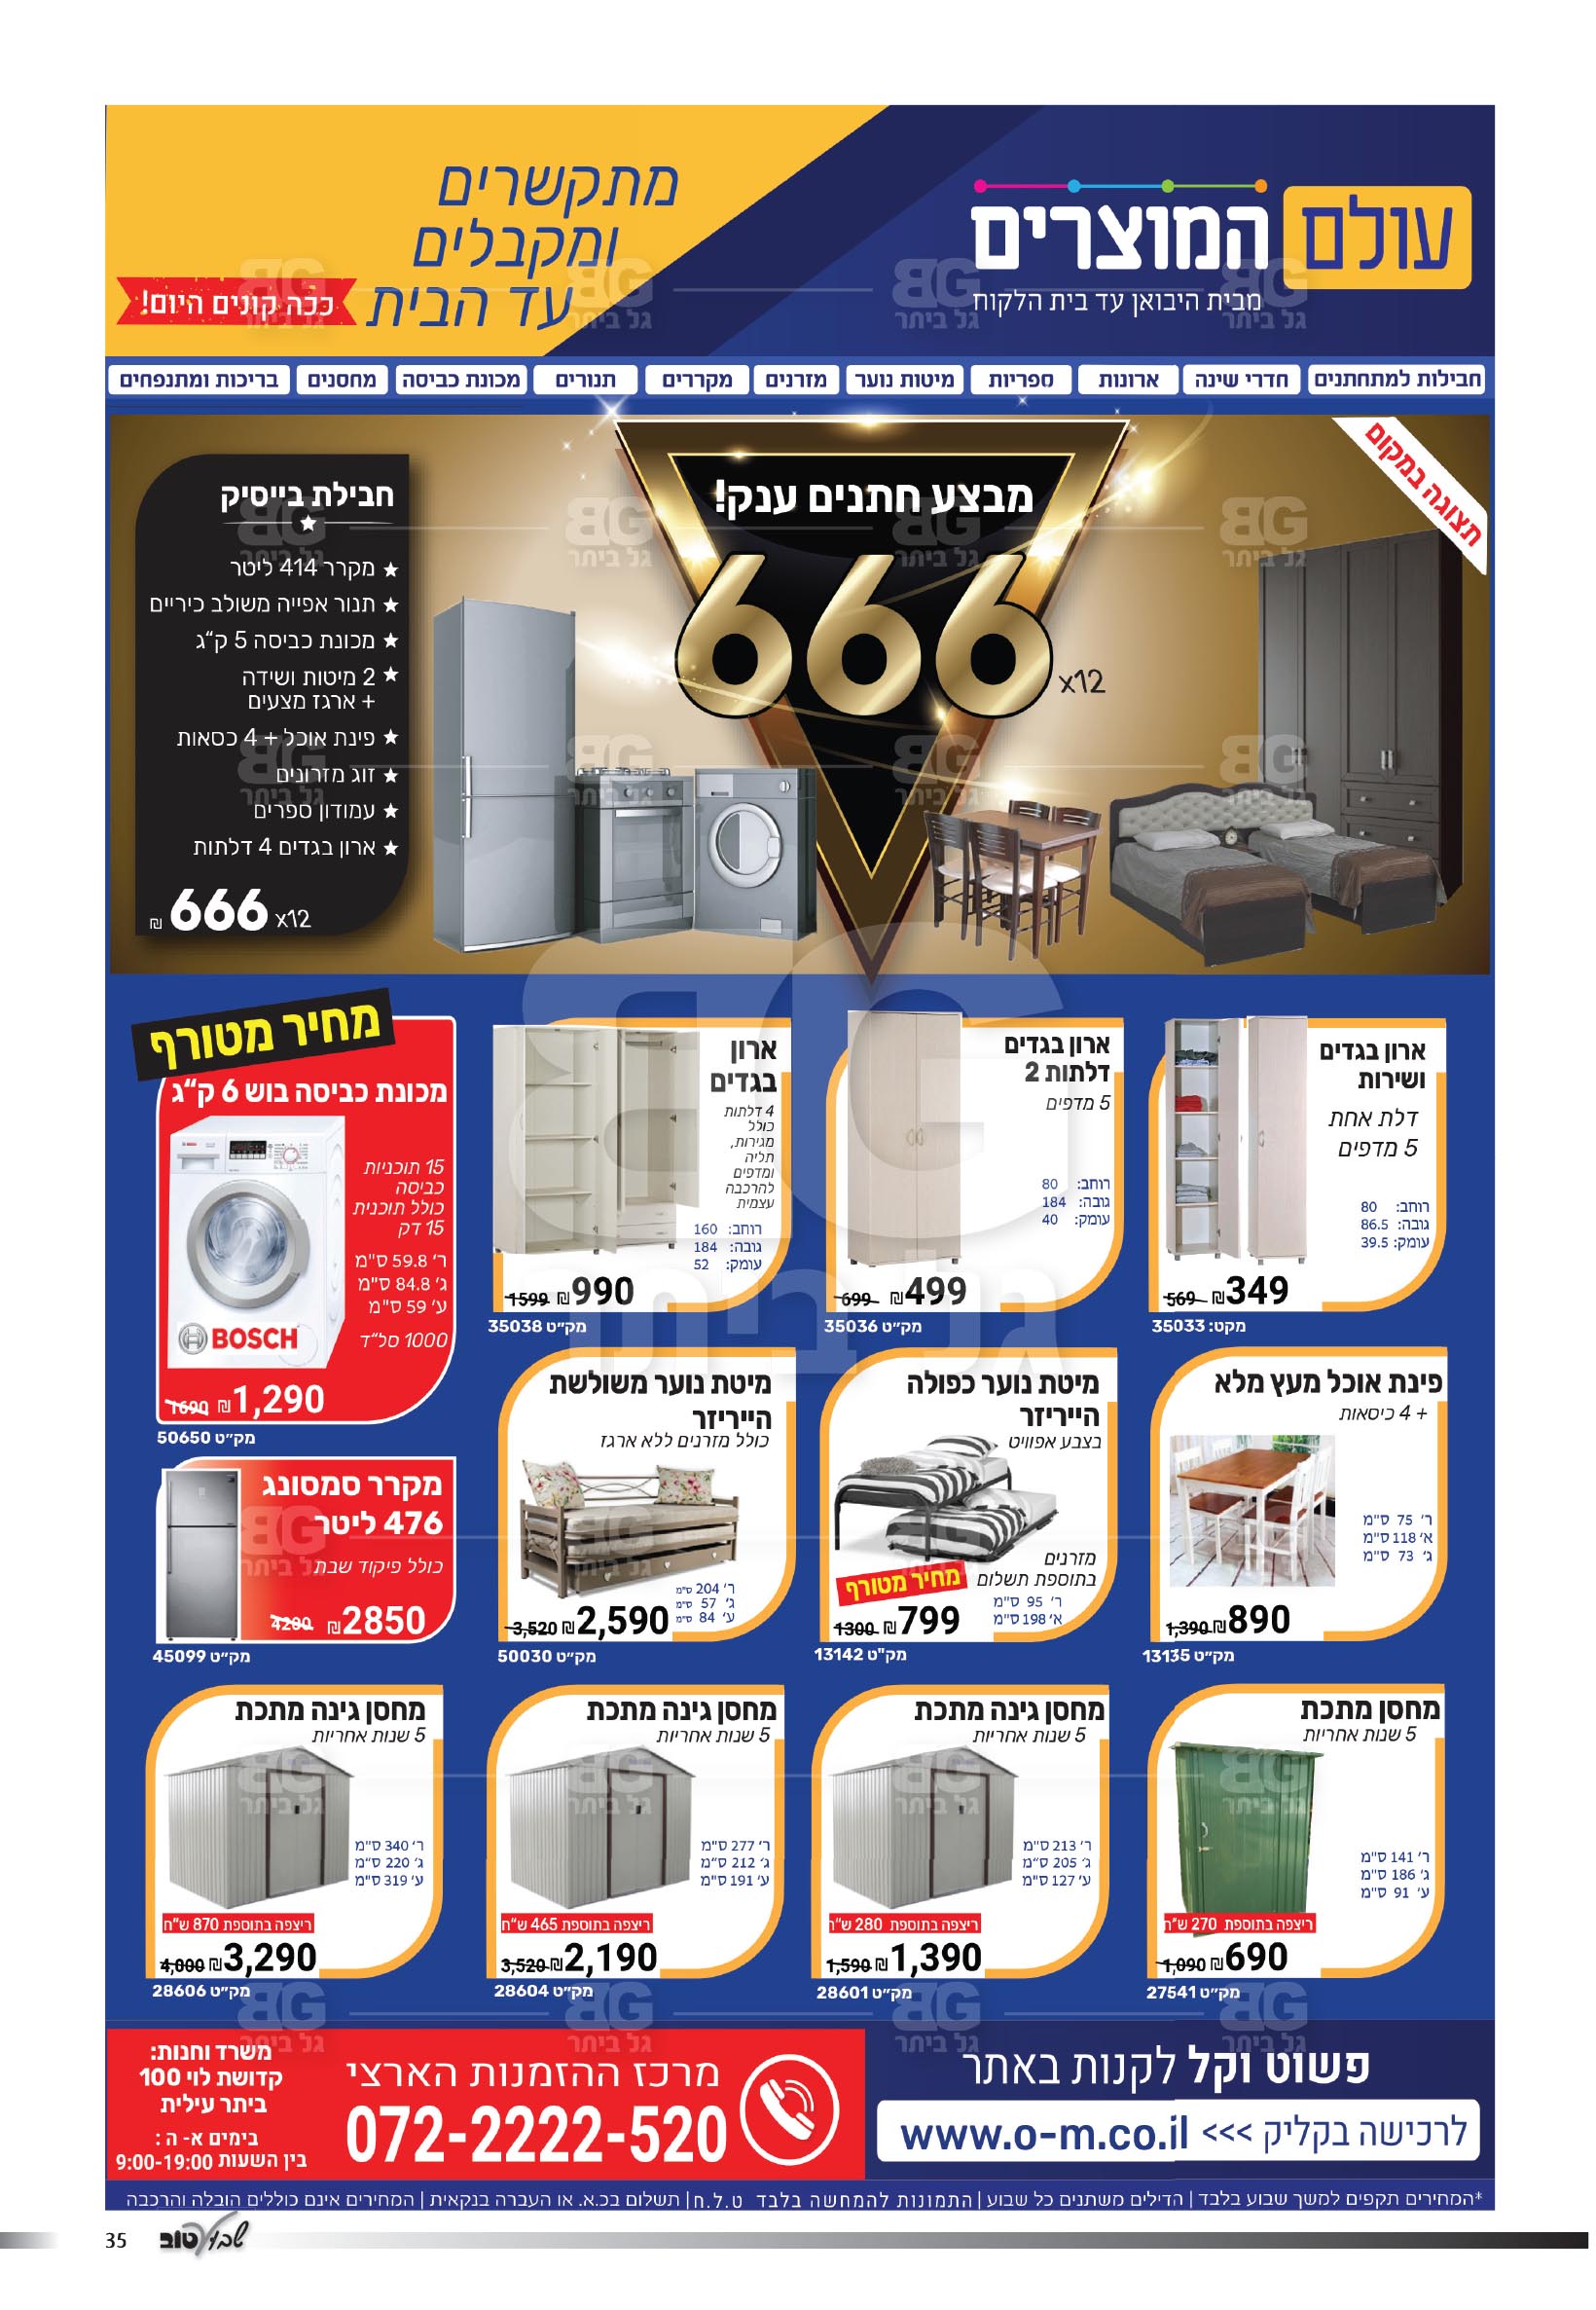 עולם המוצרים
מבית היבואן עד בית הלקוח
מתקשרים
ומקבלים
עד הבית
ככה קונים היום!
חבילות למתחתנים
חדרי שינה
ארונות
ספריות
מיטות נוער
מזרנים
מקררים
תנורים
מכונת כביסה
מחסנים
בריכות ומתנפחים
תצוגה במקום
מבצע חתנים ענק!
666 x12
חבילת בייסיק
מקרר 414 ליטר
תנור אפייה משולב כיריים
מכונת כביסה 5 ק"ג
2 מיטות ושידה
+ ארגז מצעים
פינת אוכל + 4 כסאות
זוג מזרונים
עמודון ספרים
ארון בגדים 4 דלתות
₪ 666 x12
ארון בגדים
ושירות
דלת אחת
5 מדפים
רוחב: 80
גובה: 86.5
עומק: 39.5
569 ₪349
מקט: 35033
ארון בגדים
2 דלתות
5 מדפים
רוחב: 80
גובה: 184
עומק: 40
699 ₪499
מק"ט 35036
ארון
בגדים
4 דלתות
כולל
מגירות,
תליה
ומדפים
להרכבה
עצמית
רוחב: 160
גובה: 184
עומק: 52
1599 ₪990
מק"ט 35038
מחיר מטורף
מכונת כביסה בוש 6 ק"ג
15 תוכניות
כביסה
כולל תוכנית
15 דק
ר' 59.8 ס"מ
ג' 84.8 ס"מ
ע' 59 ס"מ
1000 סל"ד
BOSCH
1690 ₪1,290
מק"ט 50650
פינת אוכל מעץ מלא
+ 4 כיסאות
ר' 75 ס"מ
א' 118 ס"מ
ג' 73 ס"מ
1,390 ₪890
מק"ט 13135
מיטת נוער כפולה
הייריזר
בצבע אפוויט
מזרנים
בתוספת תשלום
מחיר מטורף
ר' 95 ס"מ
א' 198 ס"מ
1300 ₪799
מק"ט 13142
מיטת נוער משולשת
הייריזר
כולל מזרנים ללא ארגז
ר' 204 ס"מ
ג' 57 ס"מ
ע' 84 ס"מ
3,520 ₪2,590
מק"ט 50030
מקרר סמסונג
476 ליטר
כולל פיקוד שבת
4200 ₪2850
מק"ט 45099
מחסן מתכת
5 שנות אחריות
ר' 141 ס"מ
ג' 186 ס"מ
ע' 91 ס"מ
ריצפה בתוספת 270 ש"ח
1,090 ₪690
מק"ט 27541
מחסן גינה מתכת
5 שנות אחריות
ר' 213 ס"מ
ג' 205 ס"מ
ע' 127 ס"מ
ריצפה בתוספת 280 ש"ח
1,590 ₪1,390
מק"ט 28601
מחסן גינה מתכת
5 שנות אחריות
ר' 277 ס"מ
ג' 212 ס"מ
ע' 191 ס"מ
ריצפה בתוספת 465 ש"ח
3,520 ₪2,190
מק"ט 28604
מחסן גינה מתכת
5 שנות אחריות
ר' 340 ס"מ
ג' 220 ס"מ
ע' 319 ס"מ
ריצפה בתוספת 870 ש"ח
4,000 ₪3,290
מק"ט 28606
פשוט וקל לקנות באתר
לרכישה בקליק >>> www.o-m.co.il
מרכז ההזמנות הארצי
072-2222-520
משרד וחנות:
קדושת לוי 100
ביתר עילית
בימים א- ה :
בין השעות 9:00-19:00
*המחירים תקפים למשך שבוע בלבד | הדילים משתנים כל שבוע | התמונות להמחשה בלבד ט.ל.ח | תשלום בכ.א. או העברה בנקאית | המחירים אינם כוללים הובלה והרכבה
35 שבוע טוב
BG
גל ביתר